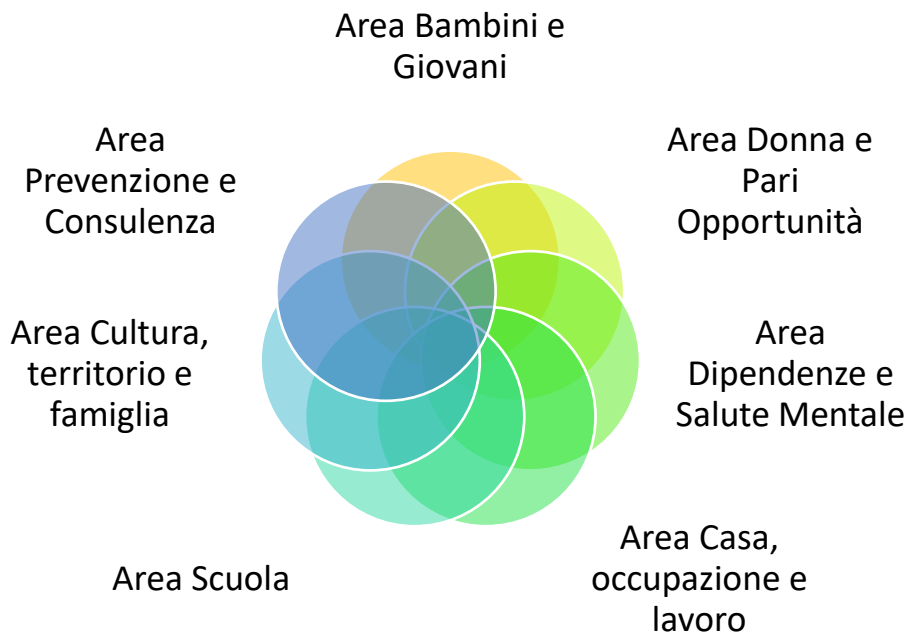 Area Bambini e
Giovani
Area Donna e
Pari
Opportunità
Area
Dipendenze e
Salute Mentale
Area Casa,
occupazione e
lavoro
Area Scuola
Area Cultura,
territorio e
famiglia
Area
Prevenzione e
Consulenza